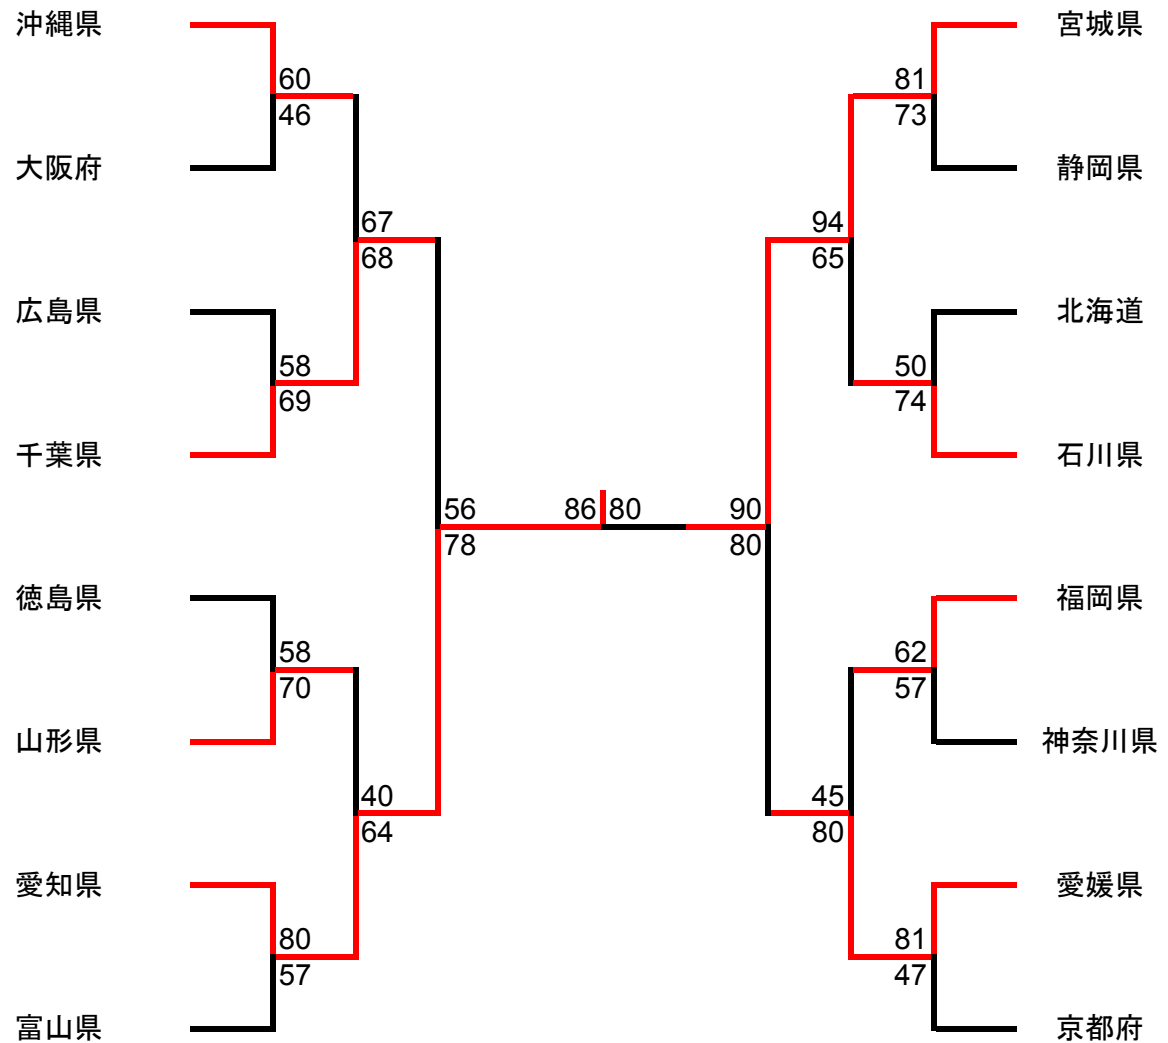 沖縄県
宮城県
60
81
46
73
大阪府
静岡県
67
94
68
65
広島県
北海道
58
50
69
74
千葉県
石川県
56
86 80
90
78
80
徳島県
福岡県
58
62
70
57
山形県
神奈川県
40
45
64
80
愛知県
愛媛県
80
81
57
47
富山県
京都府